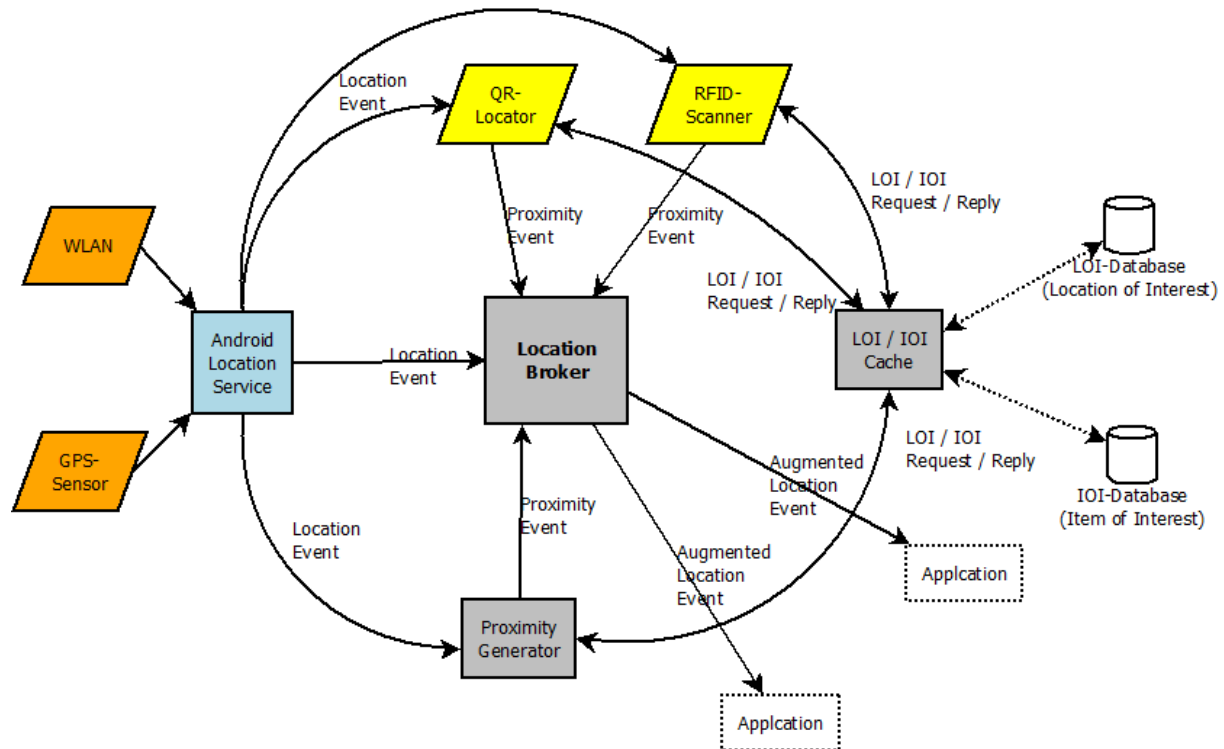 Location
Event
QR-
Locator
RFID-
Scanner
LOI / IOI
Request / Reply
WLAN
Proximity
Event
Proximity
Event
LOI / IOI
Request / Reply
LOI-Database
(Location of Interest)
Android
Location
Service
Location
Event
Location
Broker
LOI / IOI
Cache
GPS-
Sensor
LOI / IOI
Request / Reply
Augmented
Location
Event
IOI-Database
(Item of Interest)
Location
Event
Proximity
Event
Augmented
Location
Event
Applcation
Proximity
Generator
Applcation